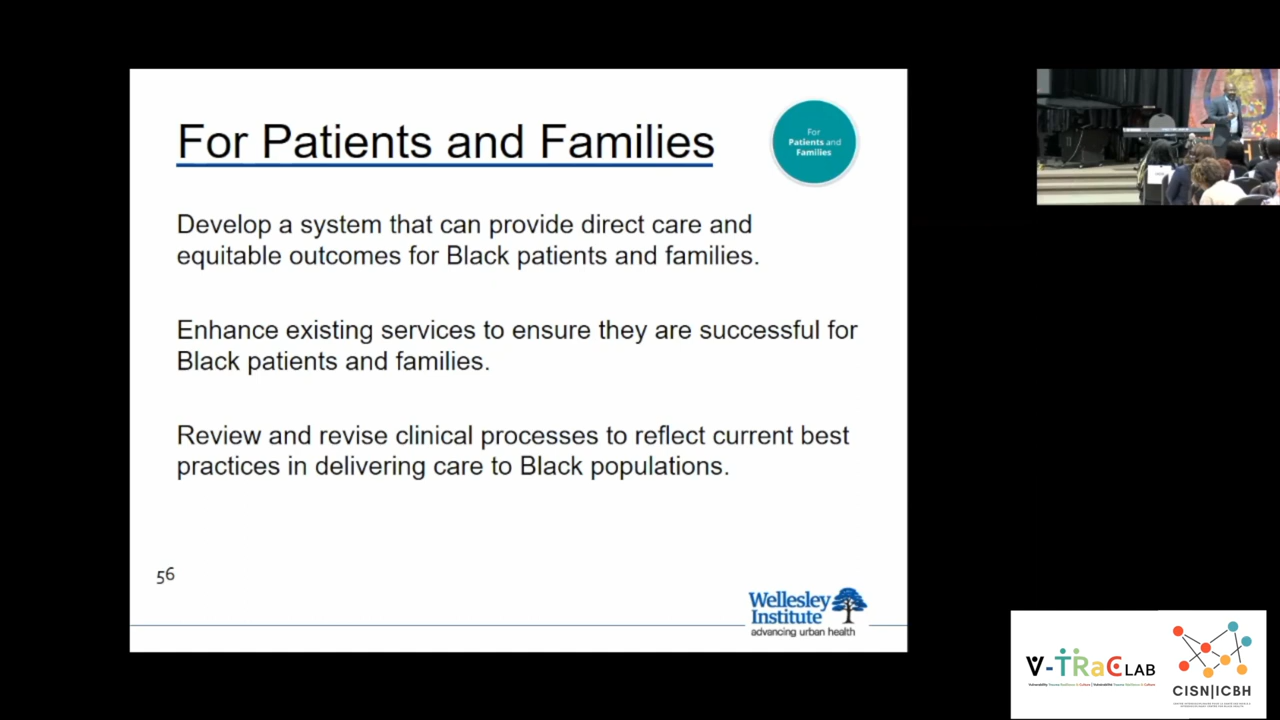 For Patients and Families
For
Patients and
Families
Develop a system that can provide direct care and
equitable outcomes for Black patients and families.
Enhance existing services to ensure they are successful for
Black patients and families.
Review and revise clinical processes to reflect current best
practices in delivering care to Black populations.
56
Wellesley
Institute
advancing urban health
V-TRaC LAB
CISN|ICBH